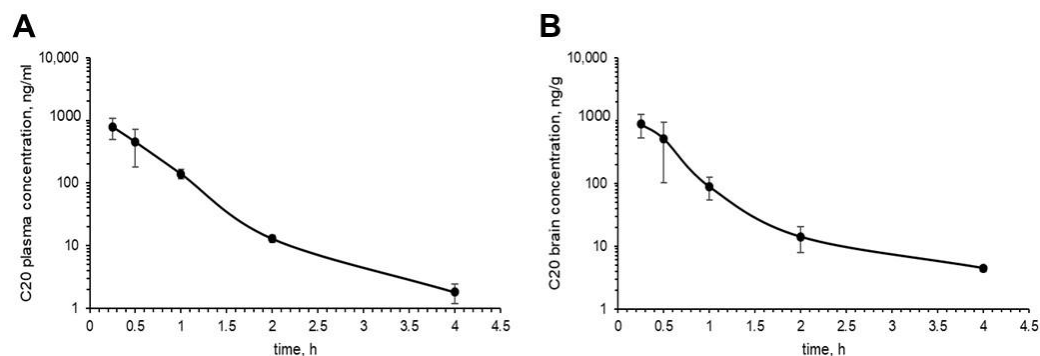 A
C20 plasma concentration, ng/ml
10,000
1000
100
10
1
0 0.5 1 1.5 2 2.5 3 3.5 4 4.5
time, h
B
C20 brain concentration, ng/g
10,000
1000
100
10
1
0 0.5 1 1.5 2 2.5 3 3.5 4 4.5
time, h